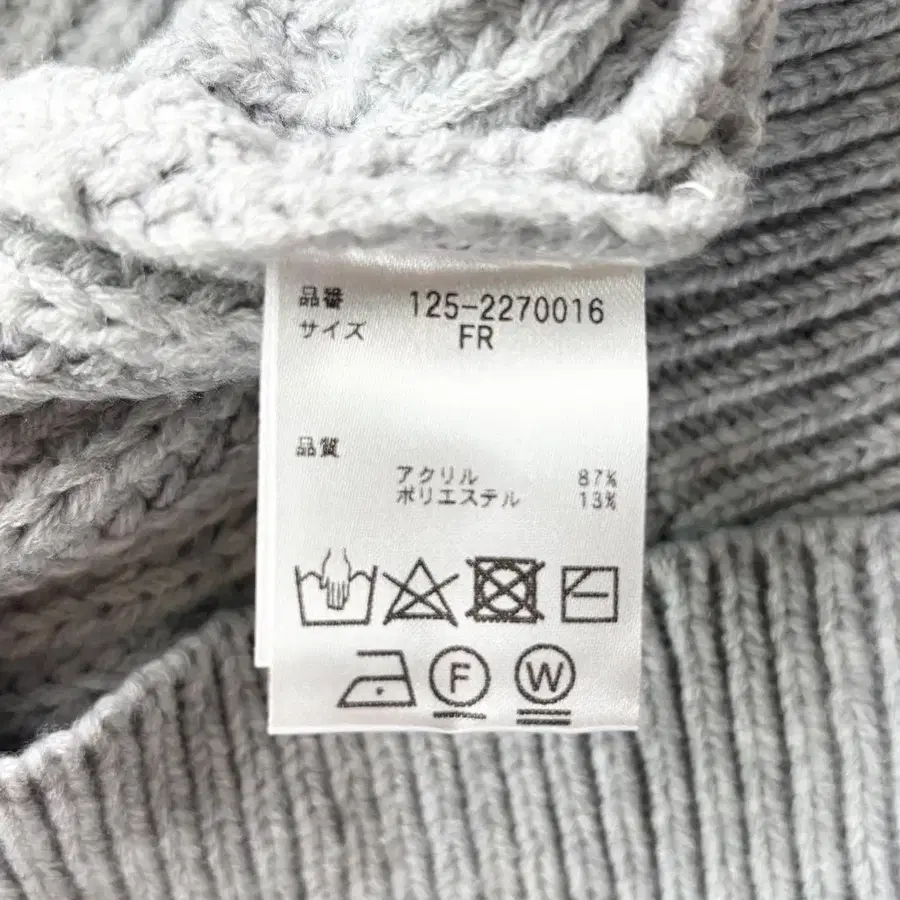 品番 125-2270016
サイズ FR
品質
アクリル 87%
ポリエステル 13%
F W